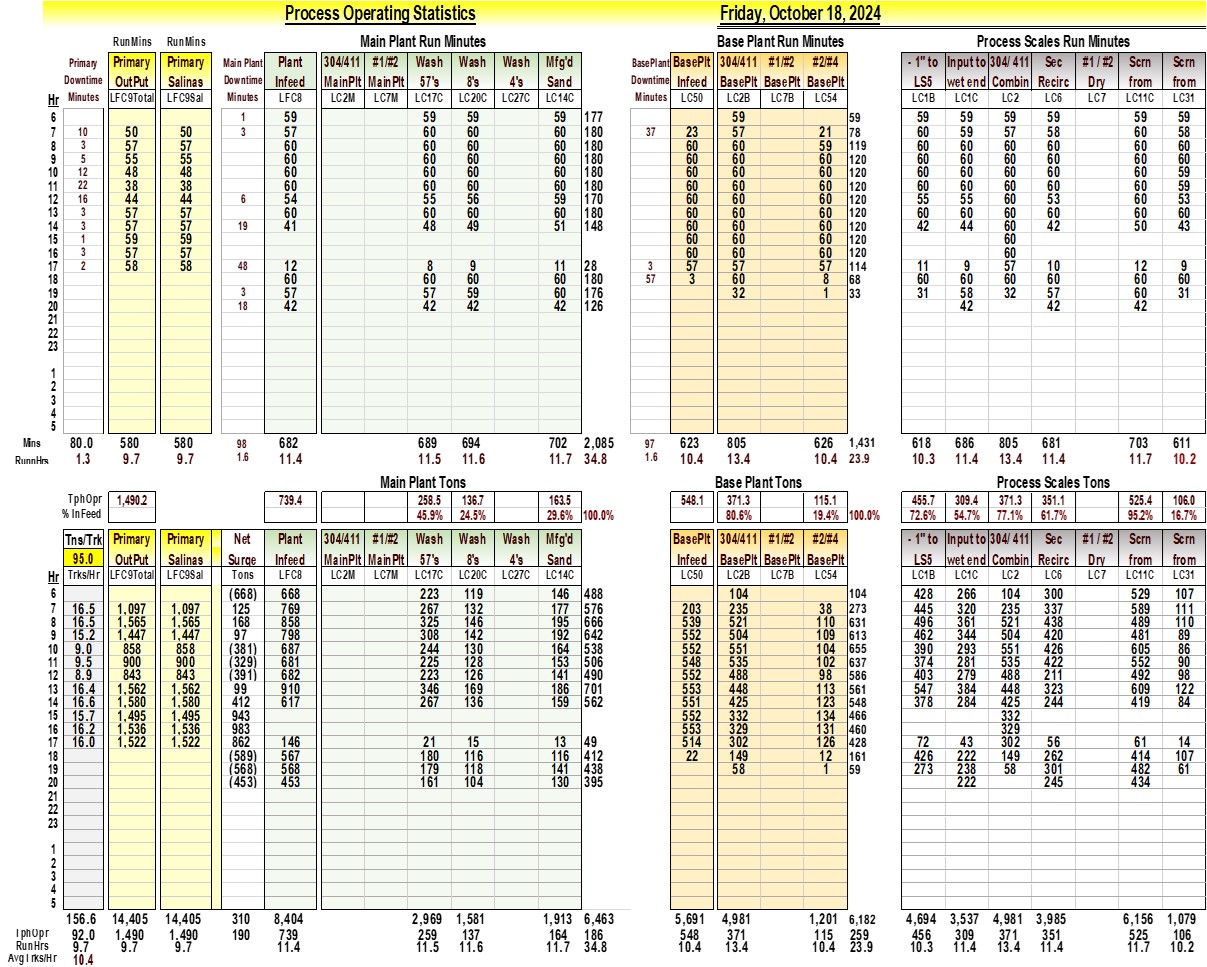 Process Operating Statistics Friday, October 18, 2024
RunMins RunMins Main Plant Run Minutes Base Plant Run Minutes Process Scales Run Minutes
Primary Primary Primary Main Plant Plant 304/411 #1/#2 Wash Wash Wash Mfg'd BasePlant BasePlt 304/411 #1/#2 #2/#4 - 1" to Input to 304/ 411 Sec #1 / #2 Scrn Scrn
Downtime OutPut Salinas Downtime Infeed MainPlt MainPlt 57's 8's 4's Sand Downtime Infeed BasePlt BasePlt BasePlt LS5 wet end Combin Recirc Dry from from
Hr Minutes LFC9Total LFC9Sal Minutes LFC8 LC2M LC7M LC17C LC20C LC27C LC14C Minutes LC50 LC2B LC7B LC54 LC1B LC1C LC2 LC6 LC7 LC11C LC31
6 1 59 59 59 59 177 59 59 59 59 59 59 59 59
7 10 50 50 3 57 60 60 60 180 37 23 57 21 78 60 59 57 58 60 58
8 3 57 57 60 60 60 60 180 60 60 59 119 60 60 60 60 60 60
9 5 55 55 60 60 60 60 180 60 60 60 120 60 60 60 60 60 60
10 12 48 48 60 60 60 60 180 60 60 60 120 60 60 60 60 60 59
11 22 38 38 60 60 60 60 180 60 60 60 120 60 60 60 60 60 59
12 16 44 44 6 54 55 56 59 170 60 60 60 120 55 55 60 53 60 53
13 3 57 57 60 60 60 60 180 60 60 60 120 60 60 60 60 60 60
14 3 57 57 19 41 48 49 51 148 60 60 60 120 42 44 60 42 50 43
15 1 59 59 60 60 60 120 60
16 3 57 57 60 60 60 120 60
17 2 58 58 48 12 8 9 11 28 3 57 57 57 114 11 9 57 10 12 9
18 60 60 60 60 180 57 3 60 8 68 60 60 60 60 60 60
19 3 57 57 59 60 176 32 1 33 31 58 32 57 60 31
20 18 42 42 42 42 126 42 42 42
21
22
23
1
2
3
4
5
Mins 80.0 580 580 98 682 689 694 702 2,085 97 623 805 626 1,431 618 686 805 681 703 611
RunnHrs 1.3 9.7 9.7 1.6 11.4 11.5 11.6 11.7 34.8 1.6 10.4 13.4 10.4 23.9 10.3 11.4 13.4 11.4 11.7 10.2
Main Plant Tons Base Plant Tons Process Scales Tons
TphOpr 1,490.2 739.4 258.5 136.7 163.5 548.1 371.3 115.1 455.7 309.4 371.3 351.1 525.4 106.0
% InFeed 45.9% 24.5% 29.6% 100.0% 80.6% 19.4% 100.0% 72.6% 54.7% 77.1% 61.7% 95.2% 16.7%
Tns/Trk Primary Primary Net Plant 304/411 #1/#2 Wash Wash Wash Mfg'd BasePlt 304/411 #1/#2 #2/#4 - 1" to Input to 304/ 411 Sec #1 / #2 Scrn Scrn
95.0 OutPut Salinas Surge Infeed MainPlt MainPlt 57's 8's 4's Sand Infeed BasePlt BasePlt BasePlt LS5 wet end Combin Recirc Dry from from
Hr Trks/Hr LFC9Total LFC9Sal Tons LFC8 LC2M LC7M LC17C LC20C LC27C LC14C LC50 LC2B LC7B LC54 LC1B LC1C LC2 LC6 LC7 LC11C LC31
6 (668) 668 223 119 146 488 104 104 428 266 104 300 529 107
7 16.5 1,097 1,097 125 769 267 132 177 576 203 235 38 273 445 320 235 337 589 111
8 16.5 1,565 1,565 168 858 325 146 195 666 539 521 110 631 496 361 521 438 489 110
9 15.2 1,447 1,447 97 798 308 142 192 642 552 504 109 613 462 344 504 420 481 89
10 9.0 858 858 (381) 687 244 130 164 538 552 551 104 655 390 293 551 426 605 86
11 9.5 900 900 (329) 681 225 128 153 506 548 535 102 637 374 281 535 422 552 90
12 8.9 843 843 (391) 682 223 126 141 490 552 488 98 586 403 279 488 211 492 98
13 16.4 1,562 1,562 99 910 346 169 186 701 553 448 113 561 547 384 448 323 609 122
14 16.6 1,580 1,580 412 617 267 136 159 562 551 425 123 548 378 284 425 244 419 84
15 15.7 1,495 1,495 943 552 332 134 466 332
16 16.2 1,536 1,536 983 553 329 131 460 329
17 16.0 1,522 1,522 862 146 21 15 13 49 514 302 126 428 72 43 302 56 61 14
18 (589) 567 180 116 116 412 22 149 12 161 426 222 149 262 414 107
19 (568) 568 179 118 141 438 58 1 59 273 238 58 301 482 61
20 (453) 453 161 104 130 395 222 245 434
21
22
23
1
2
3
4
5
156.6 14,405 14,405 310 8,404 2,969 1,581 1,913 6,463 5,691 4,981 1,201 6,182 4,694 3,537 4,981 3,985 6,156 1,079
TphOpr 92.0 1,490 1,490 190 739 259 137 164 186 548 371 115 259 456 309 371 351 525 106
RunHrs 9.7 9.7 9.7 11.4 11.5 11.6 11.7 34.8 10.4 13.4 10.4 23.9 10.3 11.4 13.4 11.4 11.7 10.2
AvgTrks/Hr 10.4